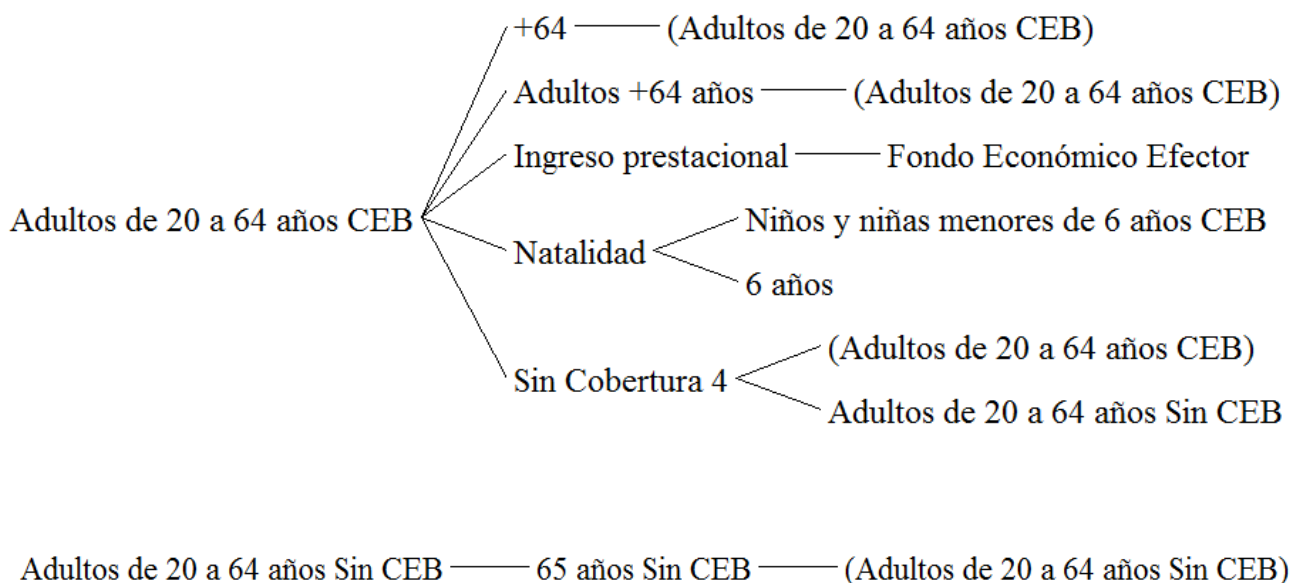 +64 (Adultos de 20 a 64 años CEB)
Adultos +64 años (Adultos de 20 a 64 años CEB)
Ingreso prestacional Fondo Económico Efector
Adultos de 20 a 64 años CEB
Niños y niñas menores de 6 años CEB
Natalidad
6 años
(Adultos de 20 a 64 años CEB)
Sin Cobertura 4
Adultos de 20 a 64 años Sin CEB
Adultos de 20 a 64 años Sin CEB 65 años Sin CEB (Adultos de 20 a 64 años Sin CEB)